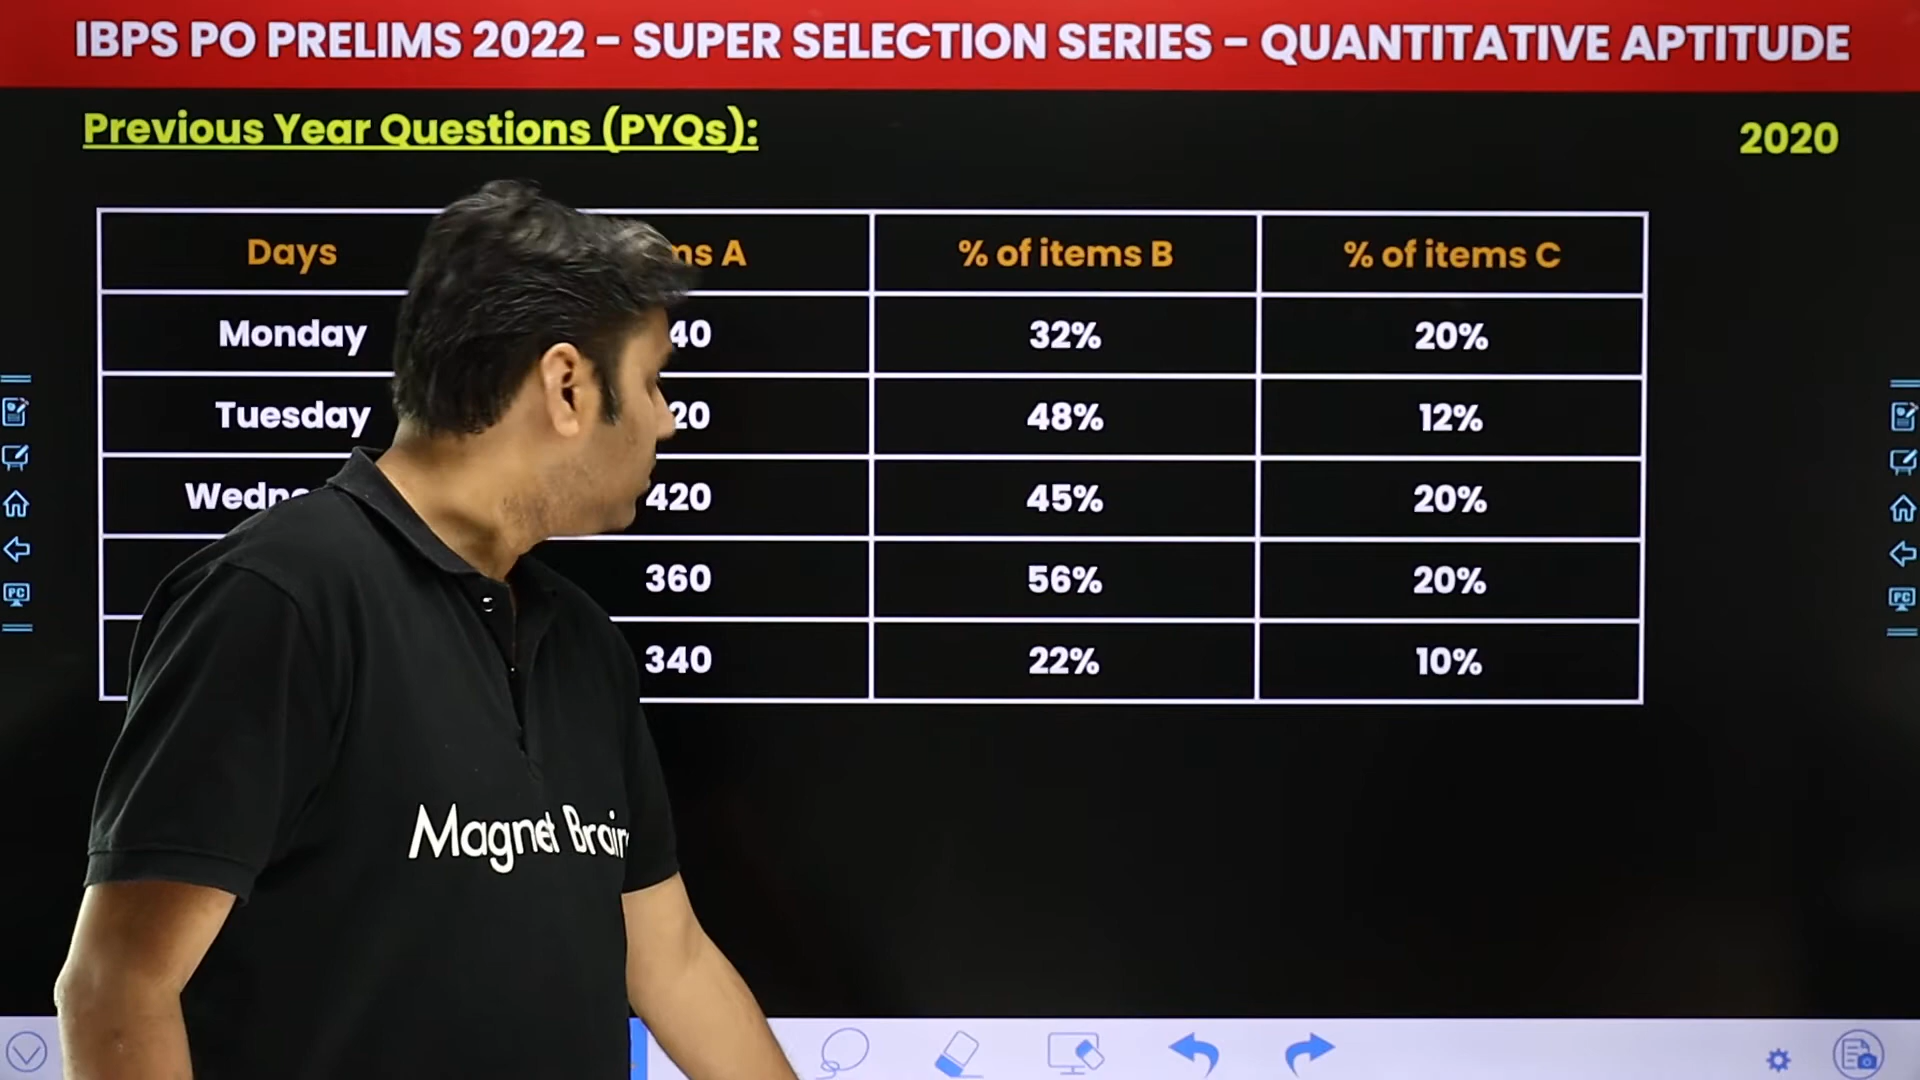 IBPS PO PRELIMS 2022 - SUPER SELECTION SERIES - QUANTITATIVE APTITUDE
Previous Year Questions (PYQs): 2020
Days % of items B % of items C
Monday 32% 20%
Tuesday 48% 12%
420 45% 20%
360 56% 20%
340 22% 10%
Magnet